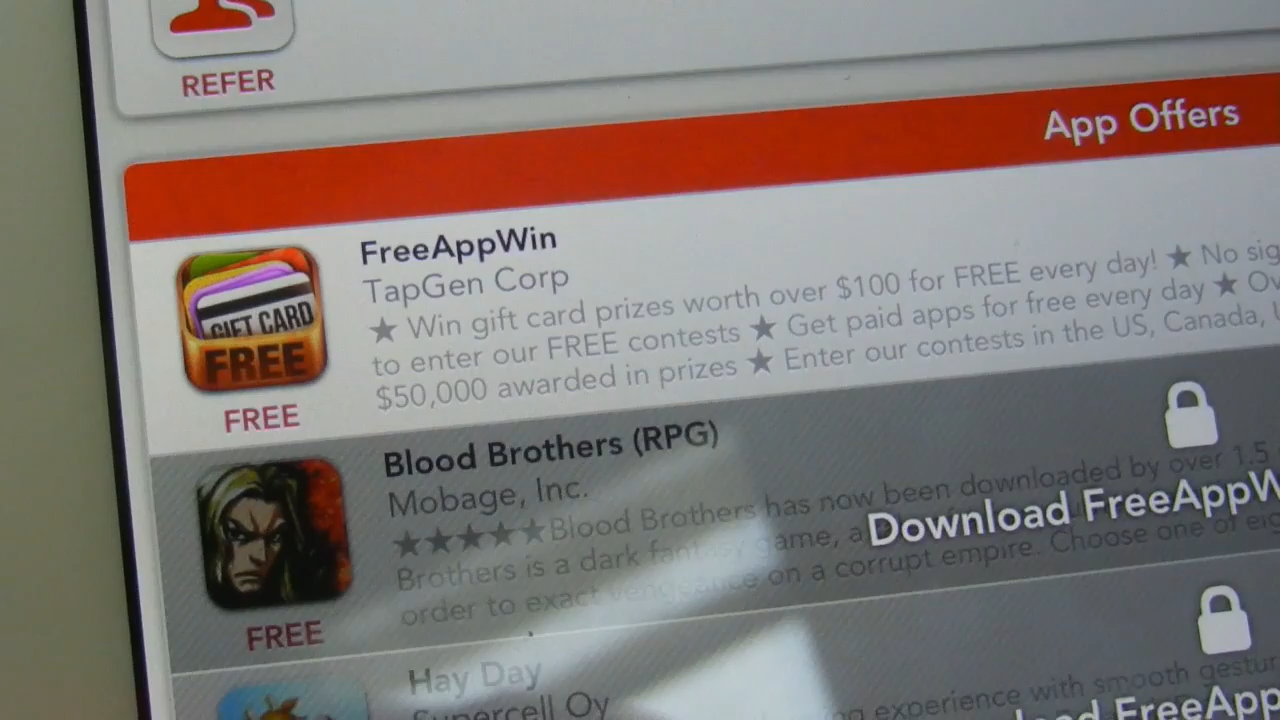 REFER
App Offers
FreeAppWin
TapGen Corp
★ Win gift card prizes worth over $100 for FREE every day! ★ No
to enter our FREE contests ★ Get paid apps for free every day ★
$50,000 awarded in prizes ★ Enter our contests in the US, Canada,
GIFT CARD
FREE
FREE
Blood Brothers (RPG)
Mobage, Inc.
★★★★★Blood Brothers has now been downloaded by over 1.5
Brothers is a dark fantasy game, a
Download FreeAppW
order to exact vengeance on a corrupt empire. Choose one of
FREE
Hay Day
Supercell Oy
experience with smooth
FreeApp